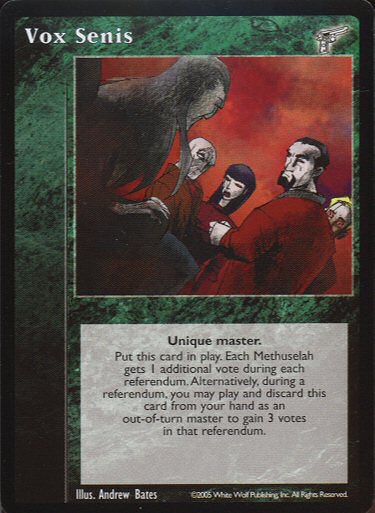 Vox Senis
Unique master.
Put this card in play. Each Methuselah
gets 1 additional vote during each
referendum. Alternatively, during a
referendum, you may play and discard this
card from your hand as an
out-of-turn master to gain 3 votes
in that referendum.
Illus. Andrew Bates
©2005 White Wolf Publishing, Inc. All Rights Reserved.